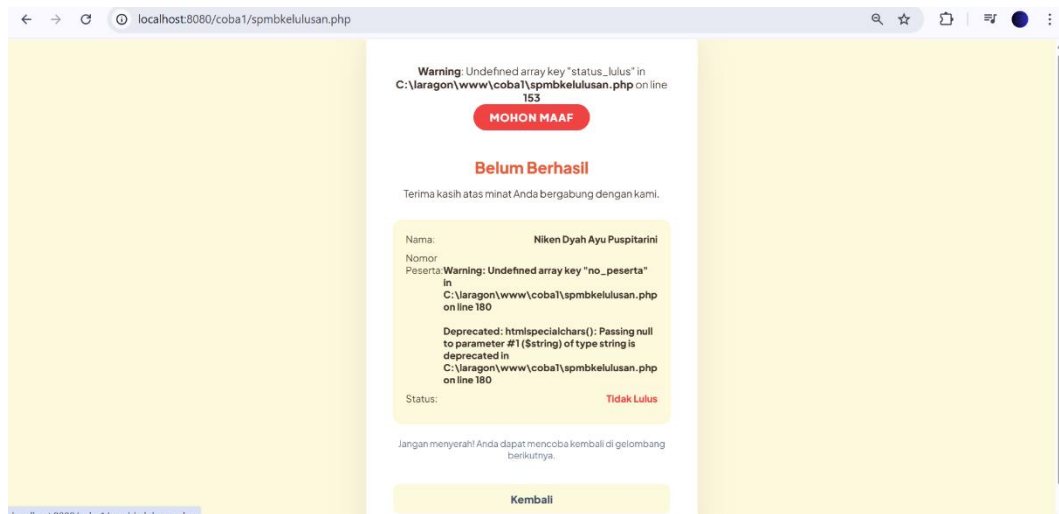 localhost:8080/coba1/spmbkelulusan.php
Warning: Undefined array key "status_lulus" in
C:\laragon\www\coba1\spmbkelulusan.php on line
153
MOHON MAAF
Belum Berhasil
Terima kasih atas minat Anda bergabung dengan kami.
Nama: Niken Dyah Ayu Puspitarini
Nomor
Peserta: Warning: Undefined array key "no_peserta"
in
C:\laragon\www\coba1\spmbkelulusan.php
on line 180
Deprecated: htmlspecialchars(): Passing null
to parameter #1 ($string) of type string is
deprecated in
C:\laragon\www\coba1\spmbkelulusan.php
on line 180
Status: Tidak Lulus
Jangan menyerah! Anda dapat mencoba kembali di gelombang
berikutnya.
Kembali